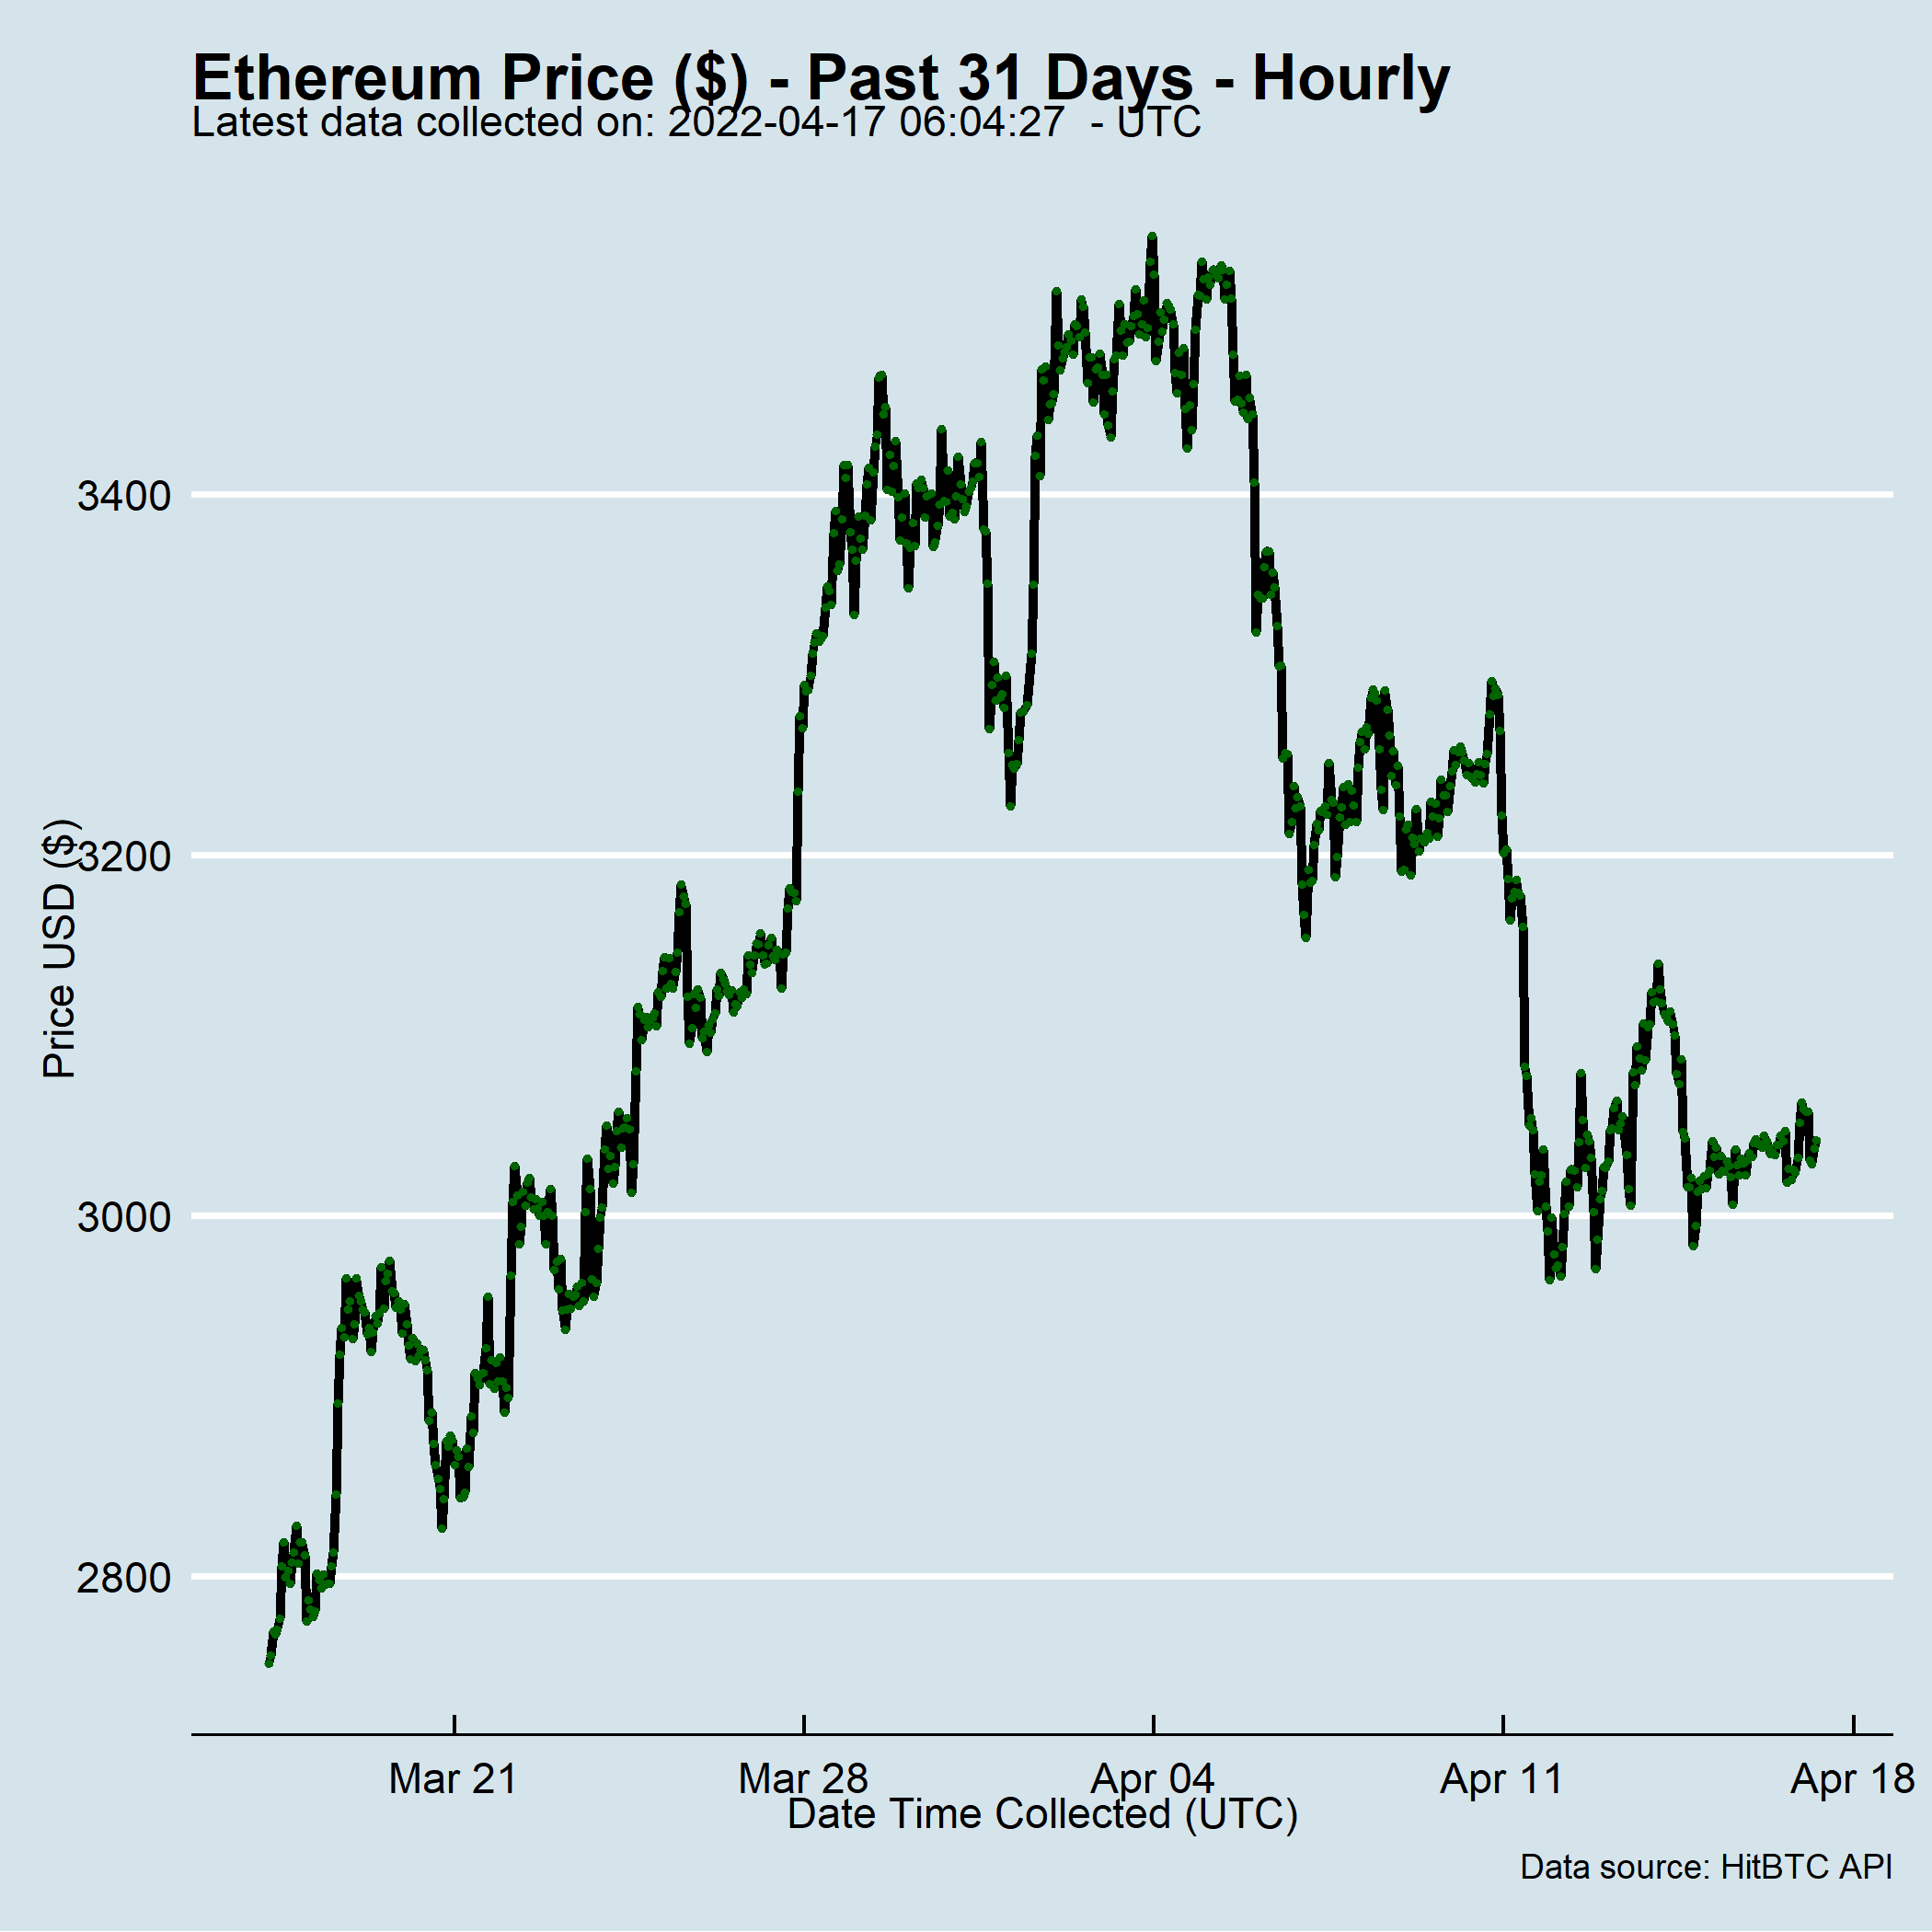 Ethereum Price ($) - Past 31 Days - Hourly
Latest data collected on: 2022-04-17 06:04:27  - UTC
3400
3200
3000
2800
Price USD ($)
Mar 21
Mar 28
Apr 04
Apr 11
Apr 18
Date Time Collected (UTC)
Data source: HitBTC API